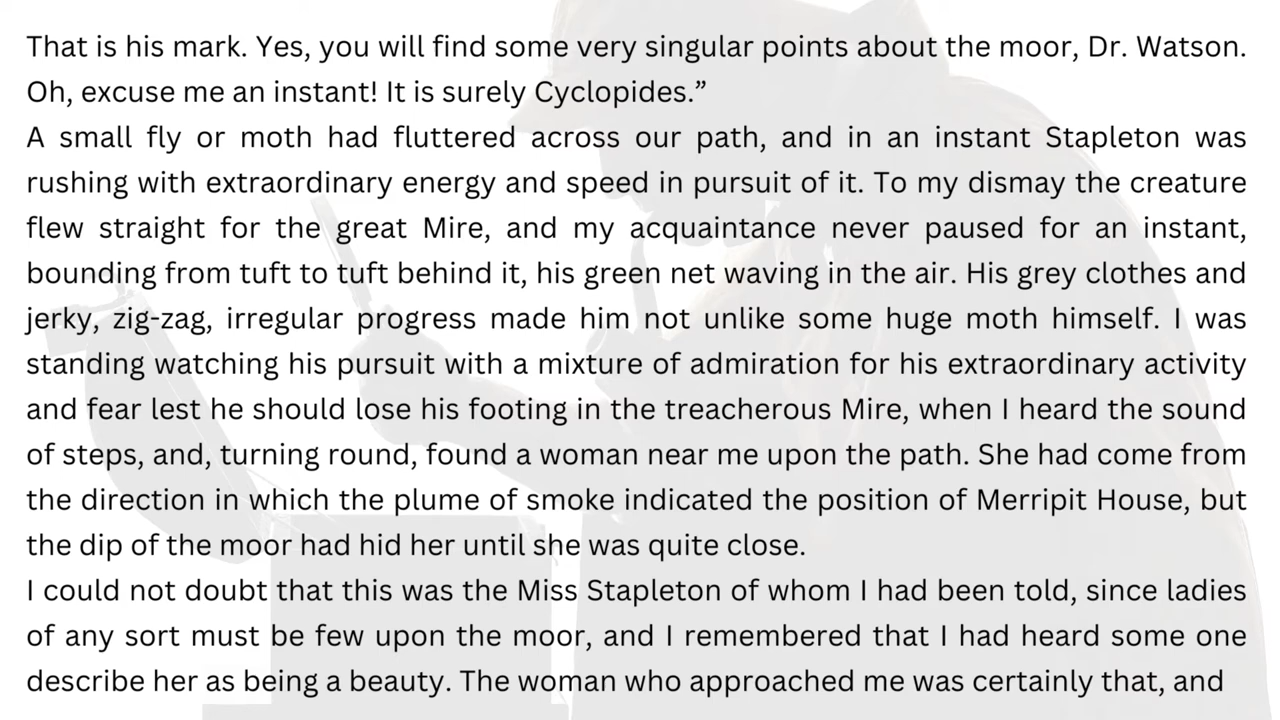 That is his mark. Yes, you will find some very singular points about the moor, Dr. Watson.
Oh, excuse me an instant! It is surely Cyclopides.”
A small fly or moth had fluttered across our path, and in an instant Stapleton was
rushing with extraordinary energy and speed in pursuit of it. To my dismay the creature
flew straight for the great Mire, and my acquaintance never paused for an instant,
bounding from tuft to tuft behind it, his green net waving in the air. His grey clothes and
jerky, zig-zag, irregular progress made him not unlike some huge moth himself. I was
standing watching his pursuit with a mixture of admiration for his extraordinary activity
and fear lest he should lose his footing in the treacherous Mire, when I heard the sound
of steps, and, turning round, found a woman near me upon the path. She had come from
the direction in which the plume of smoke indicated the position of Merripit House, but
the dip of the moor had hid her until she was quite close.
I could not doubt that this was the Miss Stapleton of whom I had been told, since ladies
of any sort must be few upon the moor, and I remembered that I had heard some one
describe her as being a beauty. The woman who approached me was certainly that, and